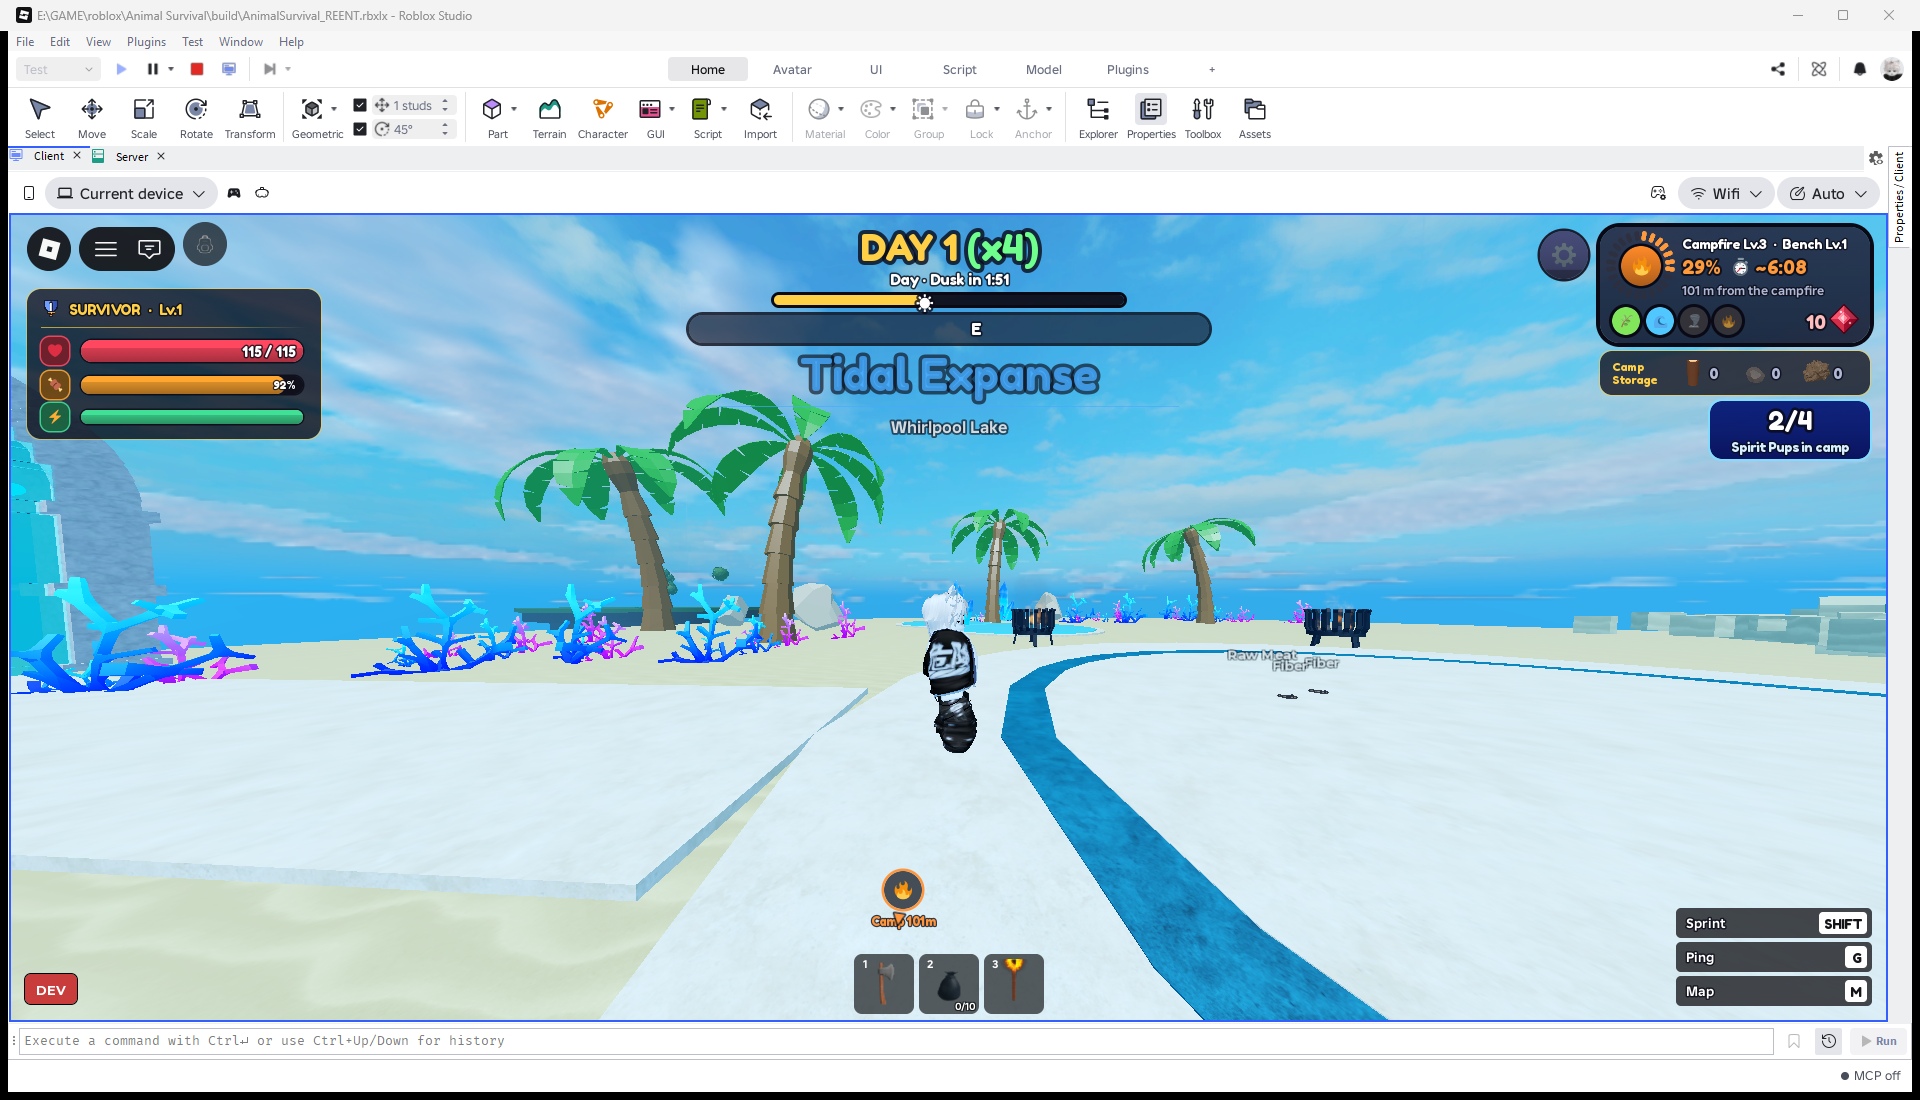 E:\GAME\roblox\Animal Survival\build\AnimalSurvival_REENT.rbxlx - Roblox Studio
File Edit View Plugins Test Window Help
Test
Home Avatar UI Script Model Plugins +
1 studs
45°
Select Move Scale Rotate Transform Geometric Part Terrain Character GUI Script Import Material Color Group Lock Anchor Explorer Properties Toolbox Assets
Client Server
Properties / Client
Current device
Wifi
Auto
SURVIVOR · Lv.1
115 / 115
92%
DAY 1 (x4)
Day · Dusk in 1:51
E
Tidal Expanse
Whirlpool Lake
Campfire Lv.3 · Bench Lv.1
29% ~6:08
101 m from the campfire
10
Camp
Storage
0 0 0
2/4
Spirit Pups in camp
Raw Meat
Fiber
Fiber
Camp 101m
1 2 3
0/10
Sprint SHIFT
Ping G
Map M
DEV
Execute a command with Ctrl↵ or use Ctrl+Up/Down for history
Run
MCP off